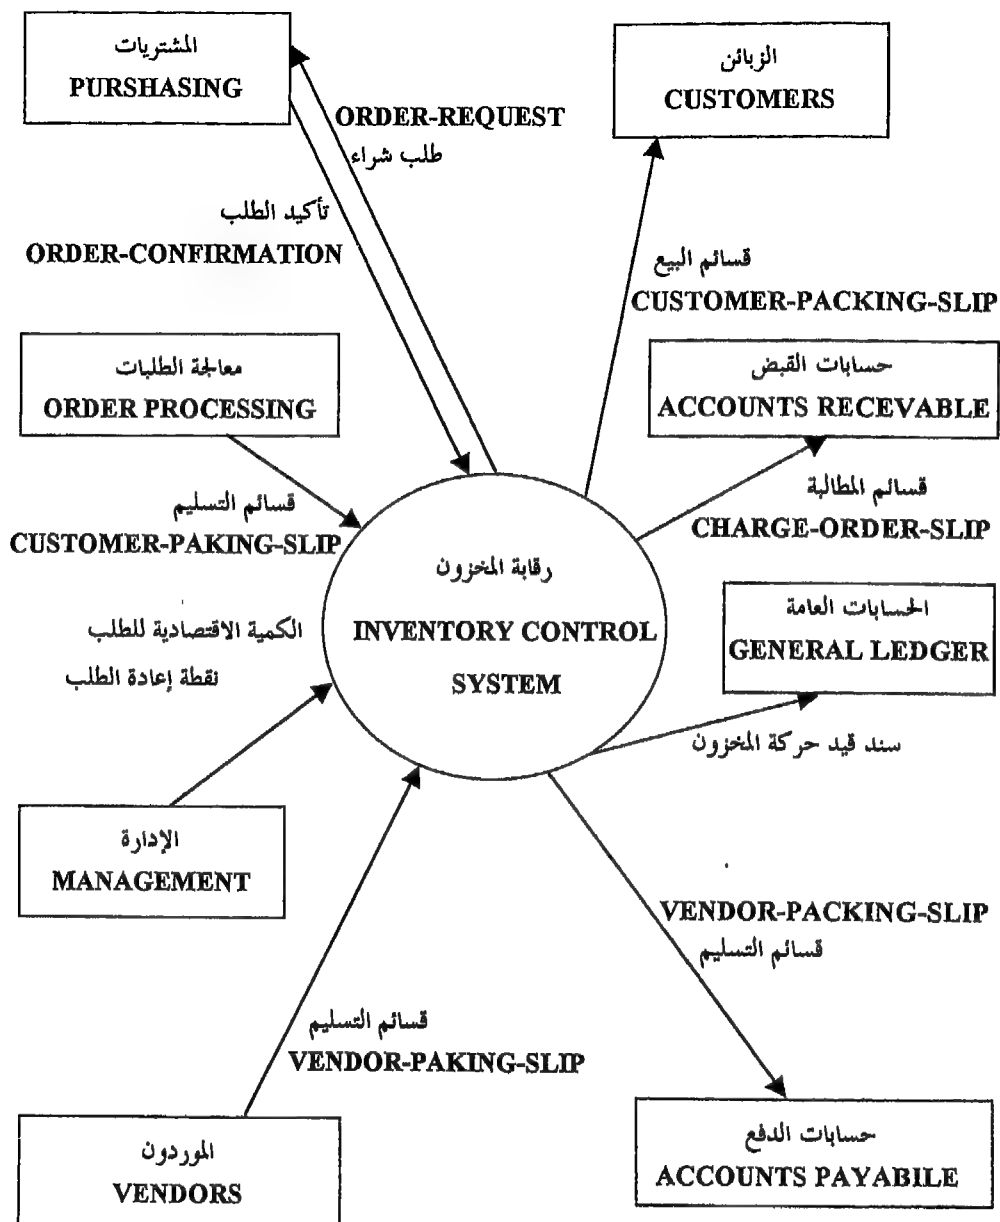 المشتريات
PURSHASING
الزبائن
CUSTOMERS
ORDER-REQUEST
طلب شراء
تأكيد الطلب
ORDER-CONFIRMATION
قسائم البيع
CUSTOMER-PACKING-SLIP
معالجة الطلبات
ORDER PROCESSING
حسابات القبض
ACCOUNTS RECEVABLE
قسائم التسليم
CUSTOMER-PAKING-SLIP
قسائم المطالبة
CHARGE-ORDER-SLIP
رقابة المخزون
INVENTORY CONTROL
SYSTEM
الكمية الاقتصادية للطلب
نقطة إعادة الطلب
الحسابات العامة
GENERAL LEDGER
سند قيد حركة المخزون
الإدارة
MANAGEMENT
VENDOR-PACKING-SLIP
قسائم التسليم
قسائم التسليم
VENDOR-PAKING-SLIP
الموردون
VENDORS
حسابات الدفع
ACCOUNTS PAYABILE